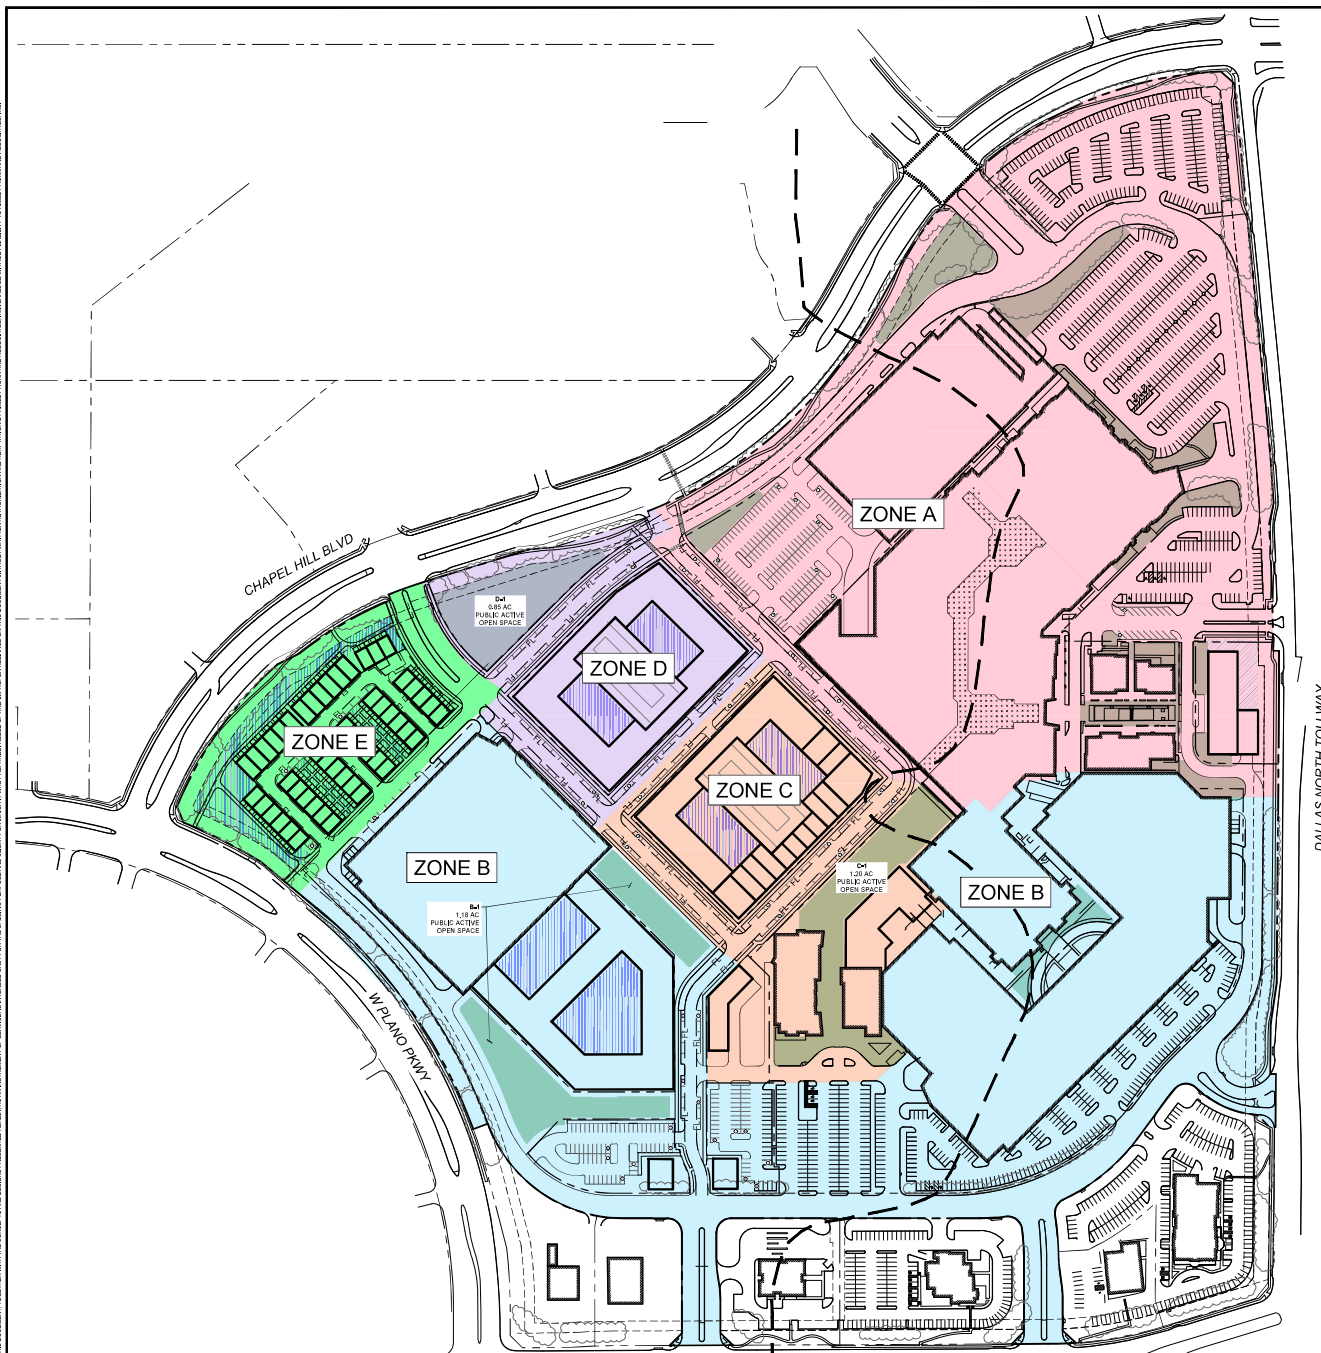 ZONE A
CHAPEL HILL BLVD
D-1
0.85 AC
PUBLIC ACTIVE
OPEN SPACE
ZONE D
ZONE E
ZONE C
DALLAS NORTH TOLLWAY
ZONE B
C-1
1.20 AC
PUBLIC ACTIVE
OPEN SPACE
ZONE B
B-1
1.18 AC
PUBLIC ACTIVE
OPEN SPACE
W PLANO PKWY